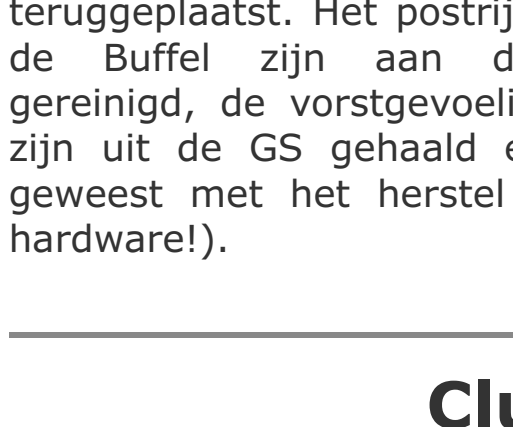 teruggeplaatst. Het postrij
de Buffel zijn aan d
gereinigd, de vorstgevoeli
zijn uit de GS gehaald e
geweest met het herstel
hardware!).
Clu